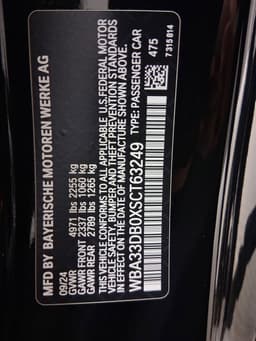 MFD BY BAYERISCHE MOTOREN WERKE AG
09/24
GVWR 4971 lbs 2255 kg
GAWR FRONT 2337 lbs 1060 kg
GAWR REAR 2789 lbs 1265 kg
THIS VEHICLE CONFORMS TO ALL APPLICABLE U.S. FEDERAL MOTOR
VEHICLE SAFETY, BUMPER AND THEFT PREVENTION STANDARDS
IN EFFECT ON THE DATE OF MANUFACTURE SHOWN ABOVE.
WBA33DB0XSCT63249 TYPE: PASSENGER CAR
475
7 315 814